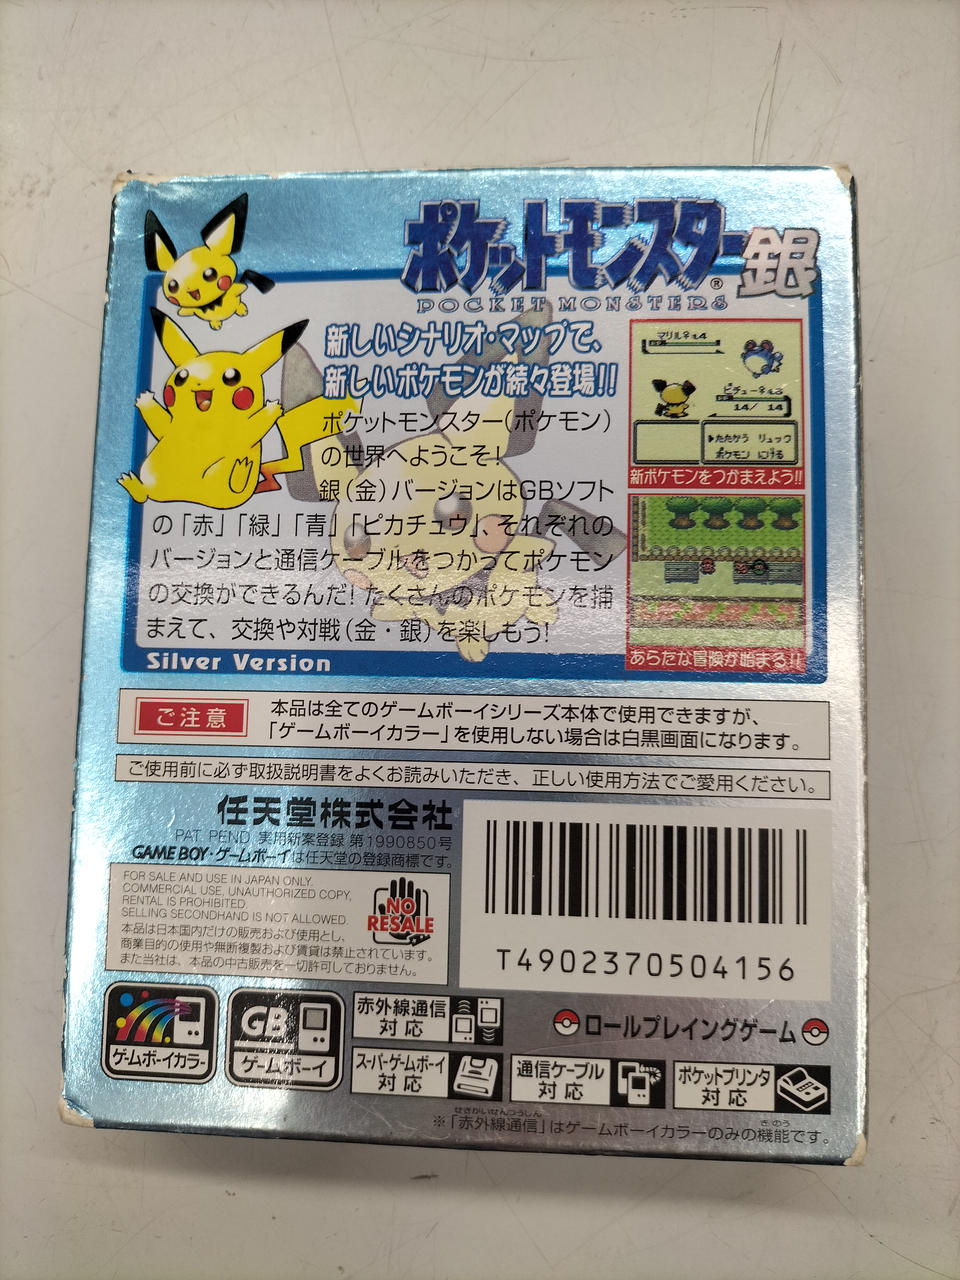 ポケットモンスター®銀
POCKET MONSTERS
新しいシナリオ・マップで、
新しいポケモンが続々登場!!
ポケットモンスター(ポケモン)
の世界へようこそ!
銀(金)バージョンはGBソフト
の「赤」「緑」「青」「ピカチュウ」、それぞれの
バージョンと通信ケーブルをつかってポケモン
の交換ができるんだ! たくさんのポケモンを捕
まえて、交換や対戦(金・銀)を楽しもう!
Silver Version
マリル♀:L4
ピチュー♀:L3
14/ 14
▶たたかう リュック
ポケモン にげる
新ポケモンをつかまえよう!!
あらたな冒険が始まる!!
ご注意
本品は全てのゲームボーイシリーズ本体で使用できますが、
「ゲームボーイカラー」を使用しない場合は白黒画面になります。
ご使用前に必ず取扱説明書をよくお読みいただき、正しい使用方法でご愛用ください。
任天堂株式会社
PAT. PEND. 実用新案登録 第1990850号
GAME BOY・ゲームボーイは任天堂の登録商標です。
FOR SALE AND USE IN JAPAN ONLY.
COMMERCIAL USE, UNAUTHORIZED COPY,
RENTAL IS PROHIBITED.
SELLING SECONDHAND IS NOT ALLOWED.
本品は日本国内だけの販売および使用とし、
商業目的の使用や無断複製および賃貸は禁止されています。
また当社は、本品の中古販売を一切許可しておりません。
NO
RESALE
T4902370504156
ゲームボーイカラー
GB
ゲームボーイ
赤外線通信
対応
スーパーゲームボーイ
対応
通信ケーブル
対応
ロールプレイングゲーム
ポケットプリンタ
対応
せきがいせんつうしん
きのう
※「赤外線通信」はゲームボーイカラーのみの機能です。